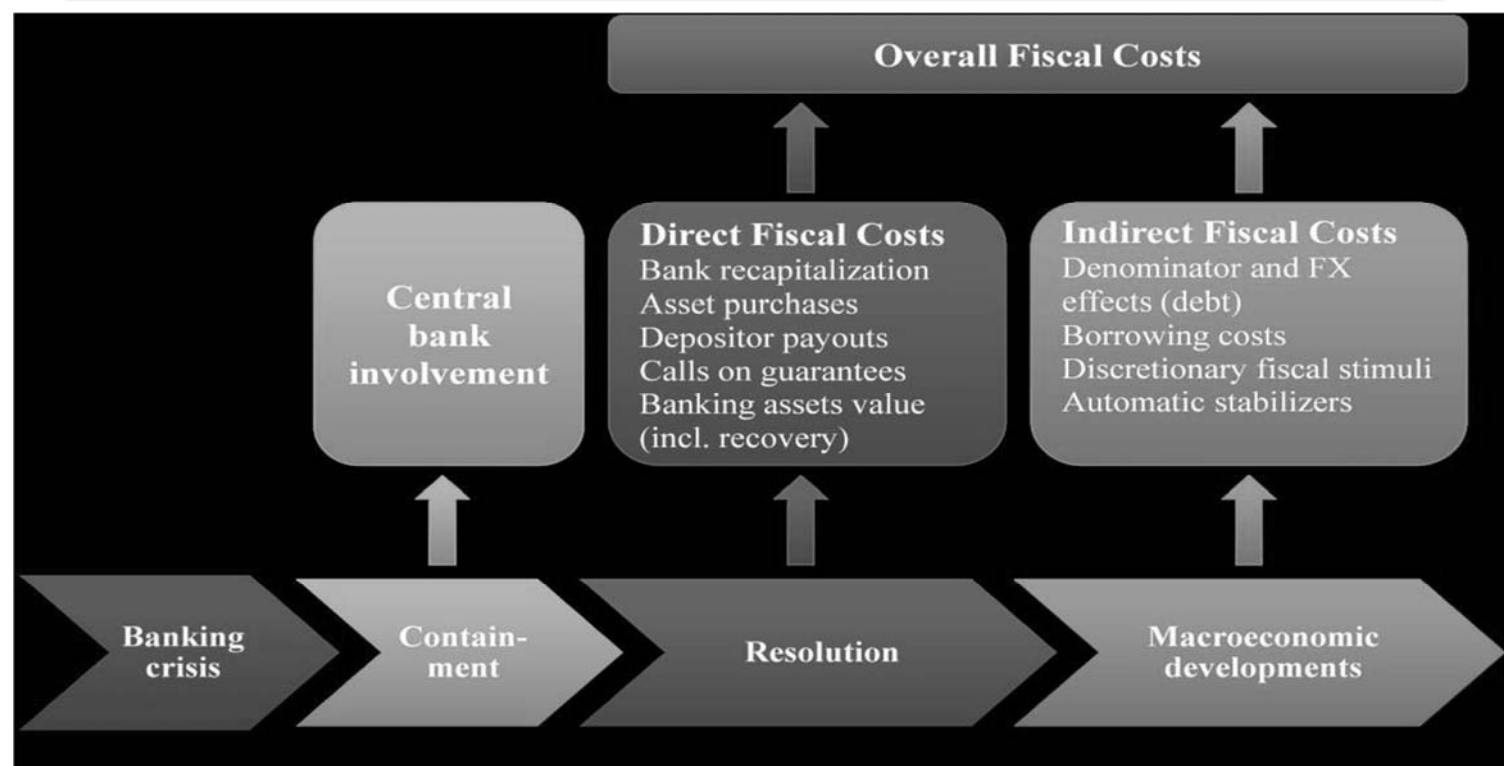 Overall Fiscal Costs
Central
bank
involvement
Direct Fiscal Costs
Bank recapitalization
Asset purchases
Depositor payouts
Calls on guarantees
Banking assets value
(incl. recovery)
Indirect Fiscal Costs
Denominator and FX
effects (debt)
Borrowing costs
Discretionary fiscal stimuli
Automatic stabilizers
Banking
crisis
Contain-
ment
Resolution
Macroeconomic
developments